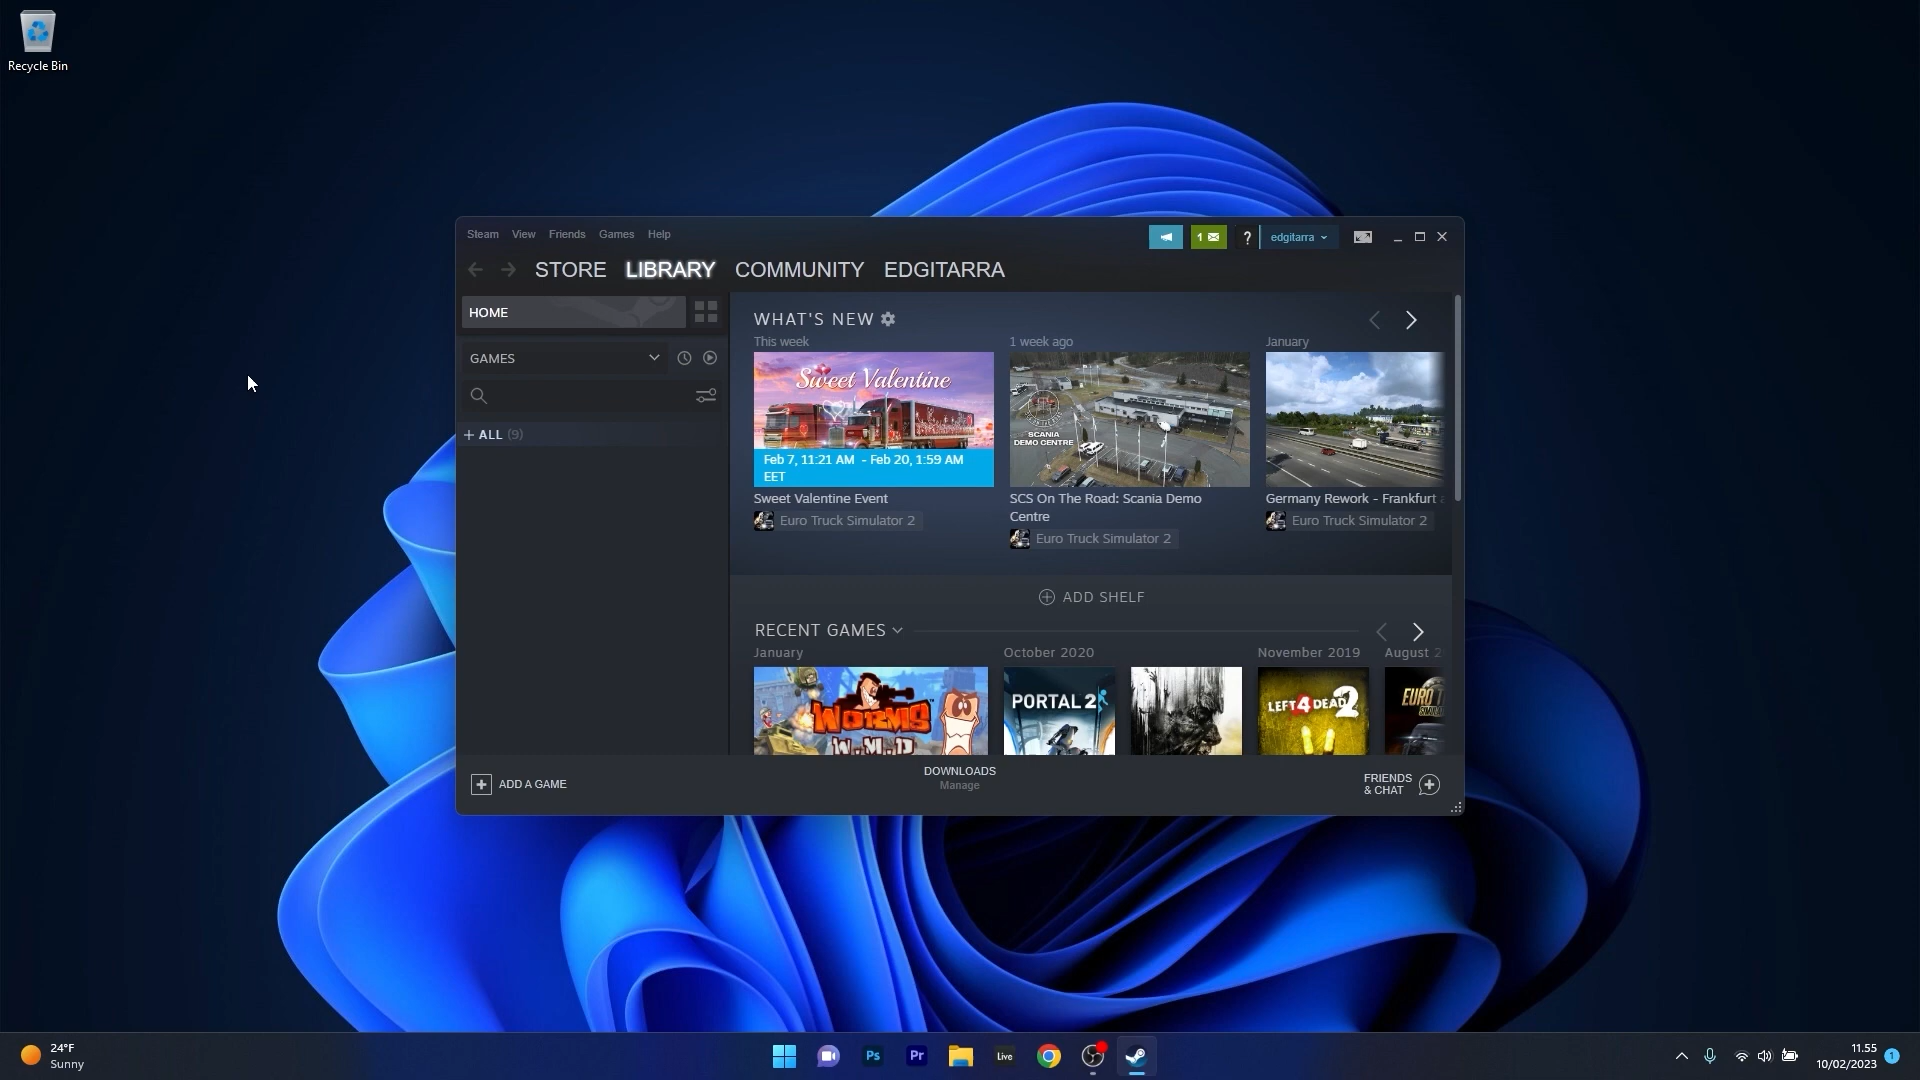 Recycle Bin
Steam View Friends Games Help
1
?
edgitarra
STORE LIBRARY COMMUNITY EDGITARRA
HOME
GAMES
+ ALL (9)
WHAT'S NEW
This week
1 week ago
January
Sweet Valentine
Feb 7, 11:21 AM - Feb 20, 1:59 AM
EET
Sweet Valentine Event
Euro Truck Simulator 2
SCANIA
DEMO CENTRE
SCS On The Road: Scania Demo
Centre
Euro Truck Simulator 2
Germany Rework - Frankfurt
Euro Truck Simulator 2
ADD SHELF
RECENT GAMES
January
October 2020
November 2019
August 2
WORMS
W.M.D
PORTAL 2
LEFT 4 DEAD 2
EURO
ADD A GAME
DOWNLOADS
Manage
FRIENDS
& CHAT
24°F
Sunny
Ps
Pr
Live
11.55
10/02/2023
1